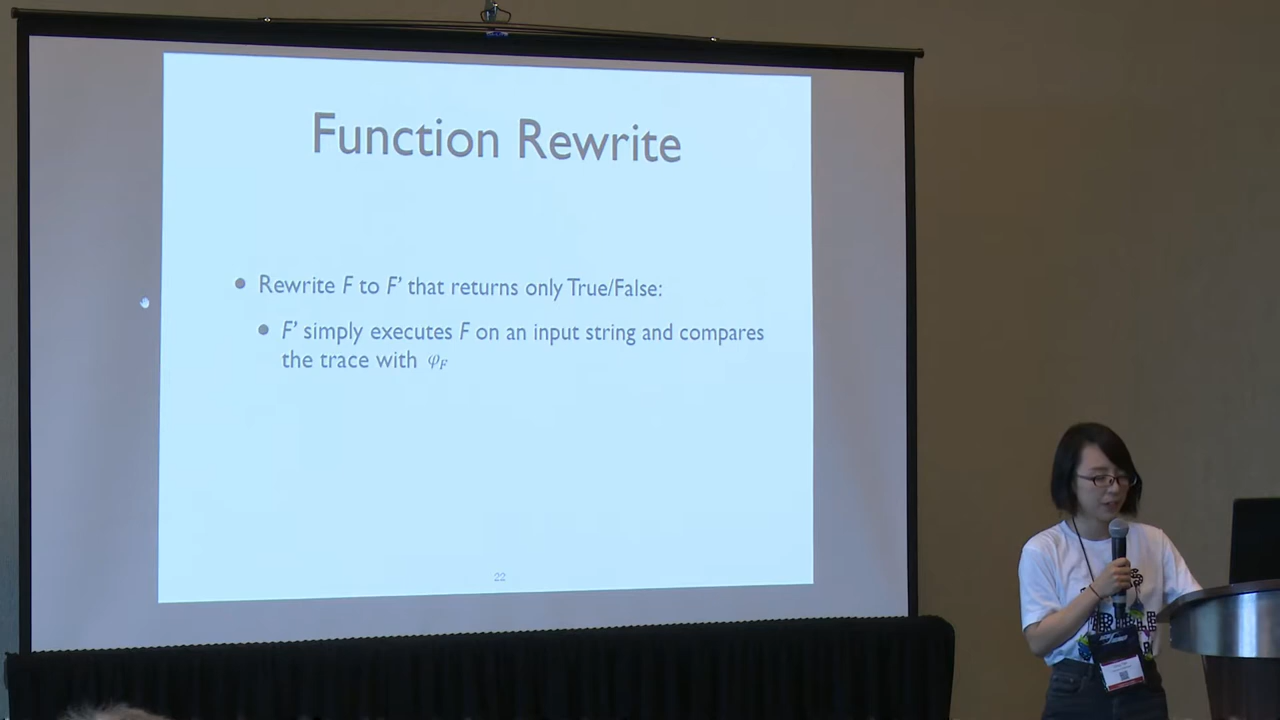 Function Rewrite
Rewrite F to F' that returns only True/False:
F' simply executes F on an input string and compares
the trace with φF
22